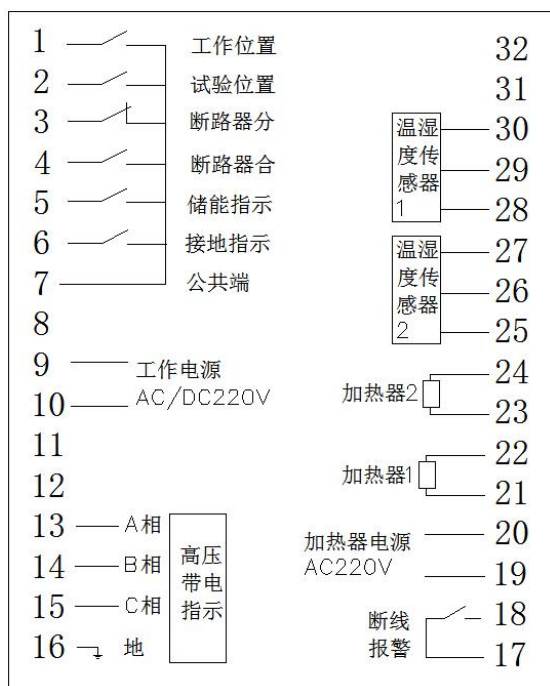 1 工作位置
2 试验位置
3 断路器分
4 断路器合
5 储能指示
6 接地指示
7 公共端
8
9 工作电源
10 AC/DC220V
11
12
13 A相
14 B相
15 C相
16 地
高压
带电
指示
32
31
30
29
28
温湿
度传
感器
1
27
26
25
温湿
度传
感器
2
24
23
加热器2
22
21
加热器1
20
19
加热器电源
AC220V
18
17
断线
报警